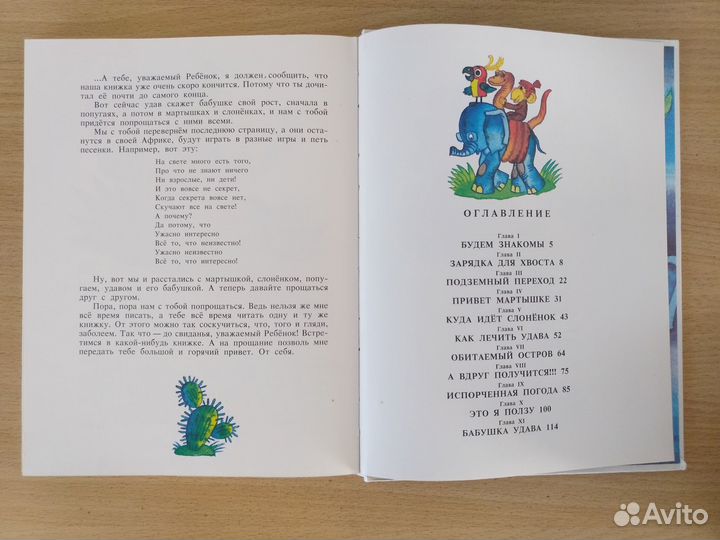 ...А тебе, уважаемый Ребёнок, я должен сообщить, что
наша книжка уже очень скоро кончится. Потому что ты дочи-
тал её почти до самого конца.
Вот сейчас удав скажет бабушке свой рост, сначала в
попугаях, а потом в мартышках и слонёнках, и нам с тобой
придётся попрощаться с ними всеми.
Мы с тобой перевернём последнюю страницу, а они ос-
танутся в своей Африке, будут играть в разные игры и петь
песенки. Например, вот эту:
На свете много есть того,
Про что не знают ничего
Ни взрослые, ни дети!
И это вовсе не секрет,
Когда секрета вовсе нет,
Скучают все на свете!
А почему?
Да потому, что
Ужасно интересно
Всё то, что неизвестно!
Ужасно неизвестно
Всё то, что интересно!
Ну, вот мы и расстались с мартышкой, слонёнком, попу-
гаем, удавом и его бабушкой. А теперь давайте прощаться
друг с другом.
Пора, пора нам с тобой попрощаться. Ведь нельзя же мне
всё время писать, а тебе всё время читать одну и ту же
книжку. От этого можно так соскучиться, что, того и гляди,
заболеем. Так что — до свиданья, уважаемый Ребёнок! Встре-
тимся в какой-нибудь книжке. А на прощание позволь мне
передать тебе большой и горячий привет. От себя.
ОГЛАВЛЕНИЕ
Глава I
БУДЕМ ЗНАКОМЫ 5
Глава II
ЗАРЯДКА ДЛЯ ХВОСТА 8
Глава III
ПОДЗЕМНЫЙ ПЕРЕХОД 22
Глава IV
ПРИВЕТ МАРТЫШКЕ 31
Глава V
КУДА ИДЁТ СЛОНЁНОК 43
Глава VI
КАК ЛЕЧИТЬ УДАВА 52
Глава VII
ОБИТАЕМЫЙ ОСТРОВ 64
Глава VIII
А ВДРУГ ПОЛУЧИТСЯ!!! 75
Глава IX
ИСПОРЧЕННАЯ ПОГОДА 85
Глава X
ЭТО Я ПОЛЗУ 100
Глава XI
БАБУШКА УДАВА 114
Avito